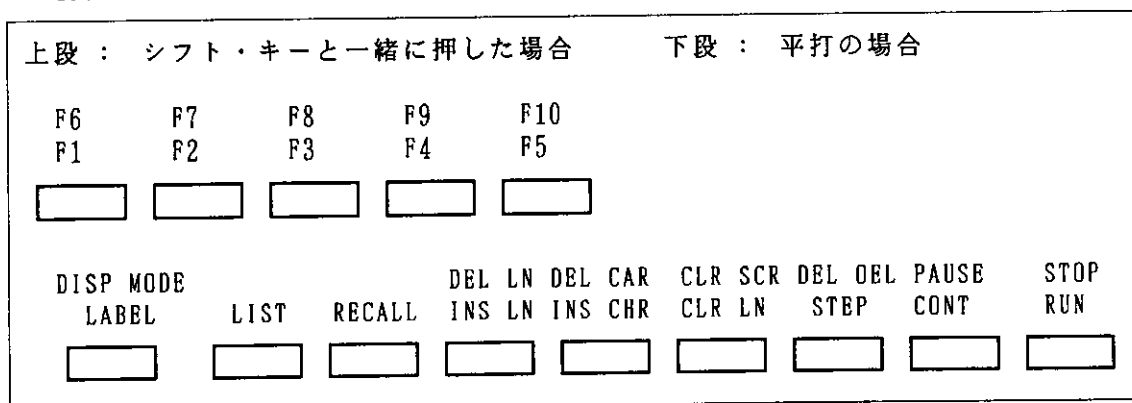 上段 ： シフト・キーと一緒に押した場合 下段 ： 平打の場合
F6 F7 F8 F9 F10
F1 F2 F3 F4 F5
DISP MODE DEL LN DEL CAR CLR SCR DEL OEL PAUSE STOP
LABEL LIST RECALL INS LN INS CHR CLR LN STEP CONT RUN